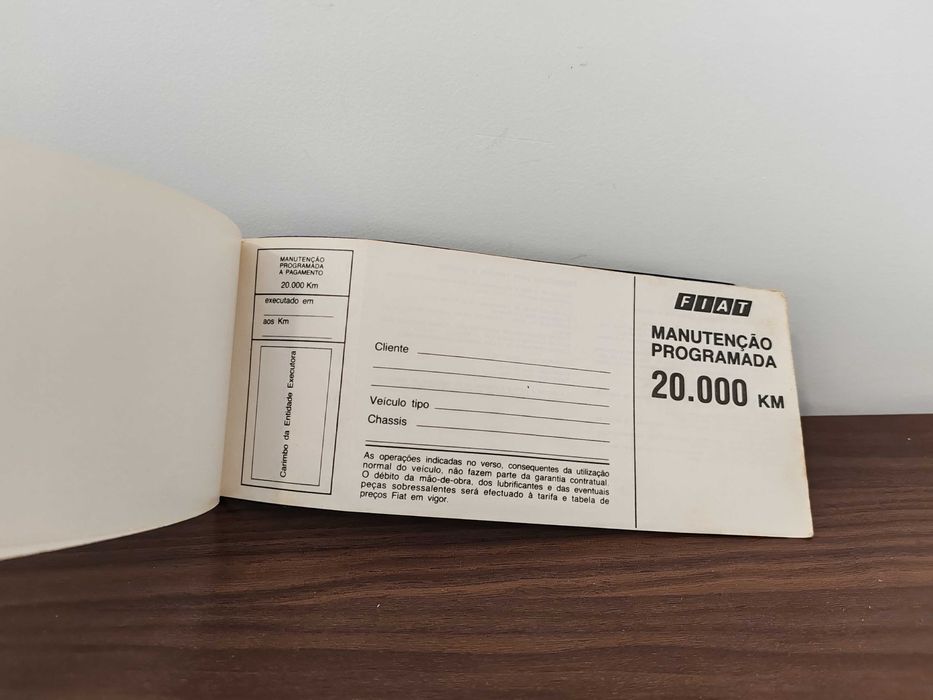 MANUTENÇÃO
PROGRAMADA
A PAGAMENTO
20.000 Km
executado em
aos Km
Carimbo da Entidade Executora
Cliente
Veículo tipo
Chassis
As operações indicadas no verso, consequentes da utilização
normal do veículo, não fazem parte da garantia contratual.
O débito da mão-de-obra, dos lubrificantes e das eventuais
peças sobressalentes será efectuado à tarifa e tabela de
preços Fiat em vigor.
FIAT
MANUTENÇÃO
PROGRAMADA
20.000 KM